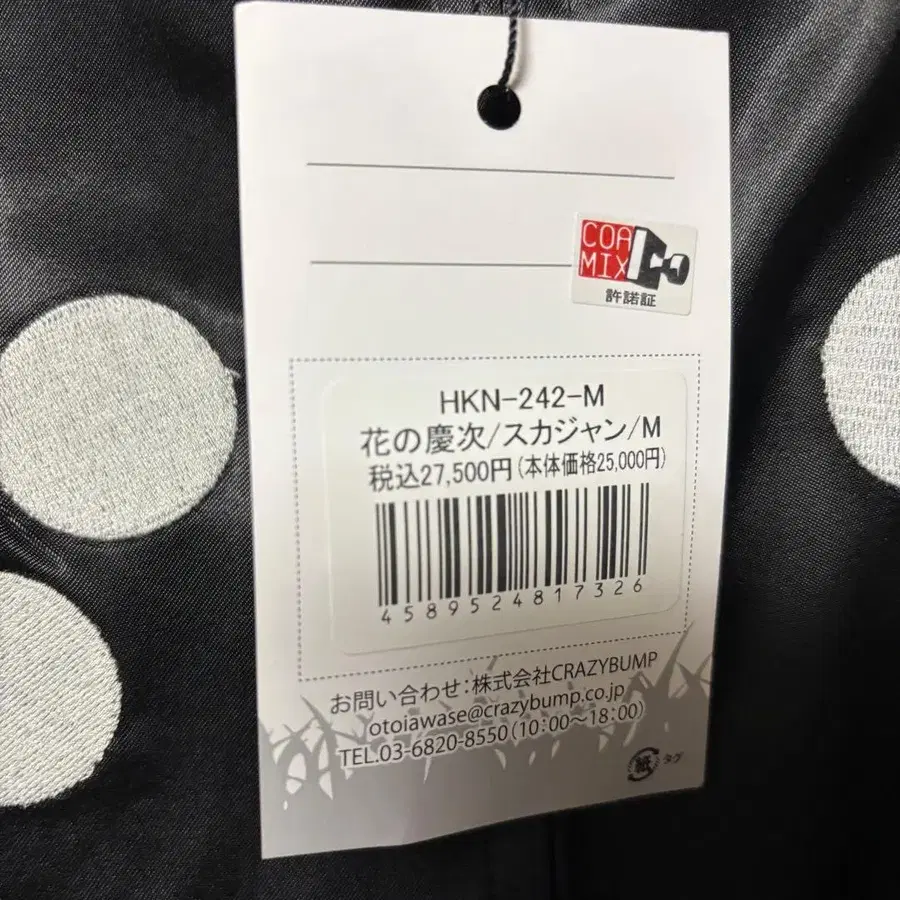 COA
MIX
許諾証
HKN-242-M
花の慶次/スカジャン/M
税込27,500円(本体価格25,000円)
4589524817326
お問い合わせ:株式会社CRAZYBUMP
otoiawase@crazybump.co.jp
TEL.03-6820-8550(10:00〜18:00)
紙 タグ